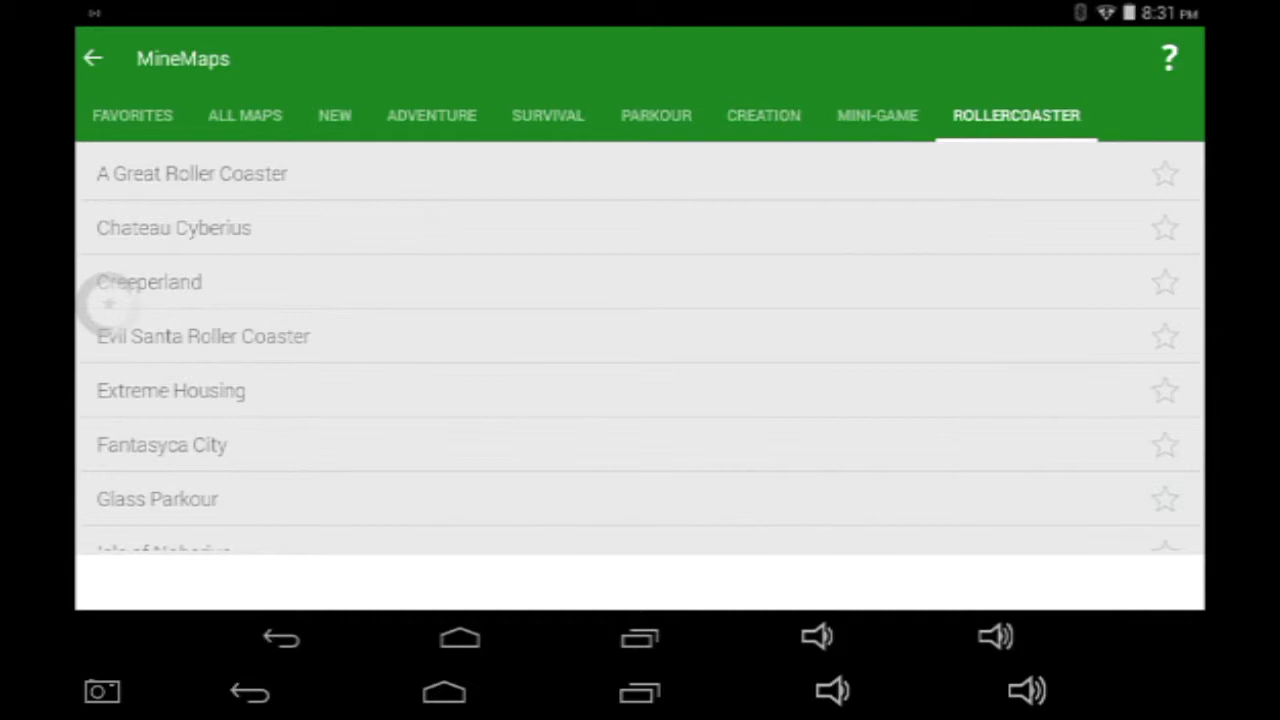 8:31 PM
MineMaps
?
FAVORITES ALL MAPS NEW ADVENTURE SURVIVAL PARKOUR CREATION MINI-GAME ROLLERCOASTER
A Great Roller Coaster
Chateau Cyberius
Creeperland
Evil Santa Roller Coaster
Extreme Housing
Fantasyca City
Glass Parkour